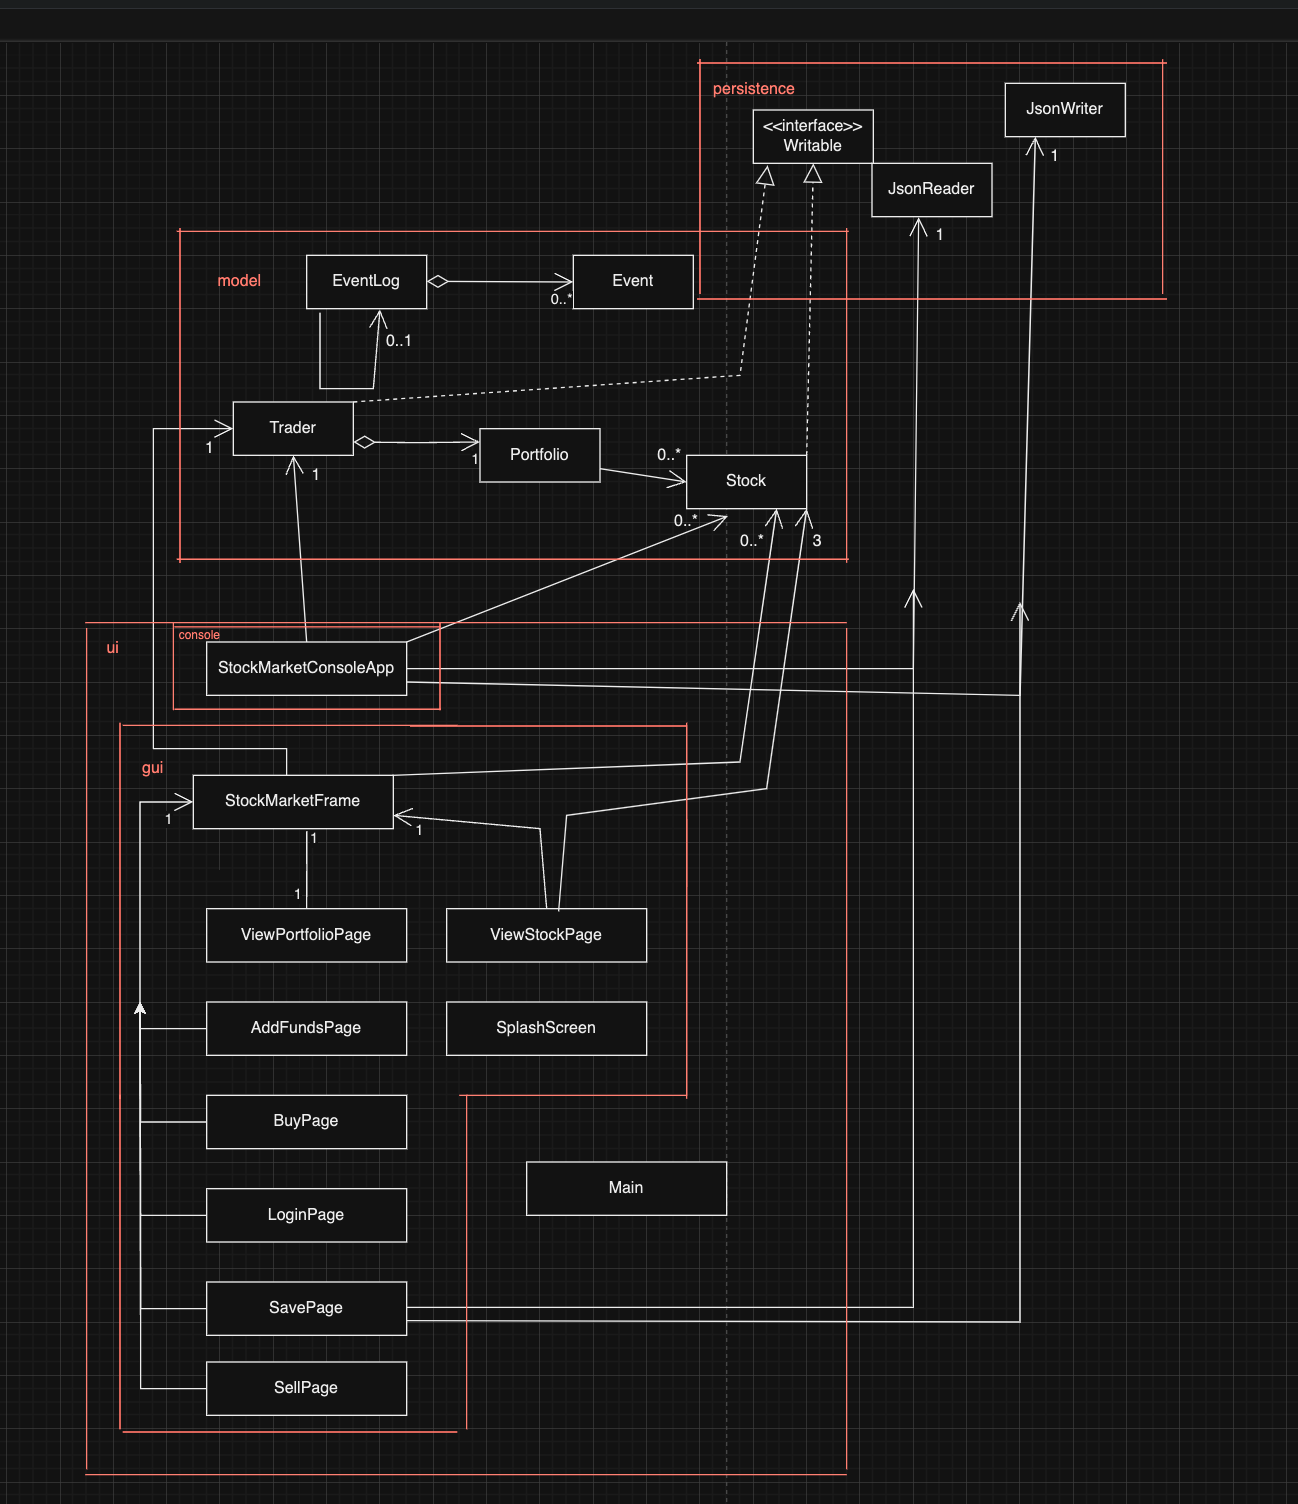 persistence
<<interface>>
Writable
JsonWriter
1
JsonReader
1
model
EventLog
Event
0..*
0..1
Trader
1
1
Portfolio
1
0..*
Stock
0..*
0..*
3
ui
console
StockMarketConsoleApp
gui
StockMarketFrame
1
1
1
1
ViewPortfolioPage
ViewStockPage
AddFundsPage
SplashScreen
BuyPage
Main
LoginPage
SavePage
SellPage